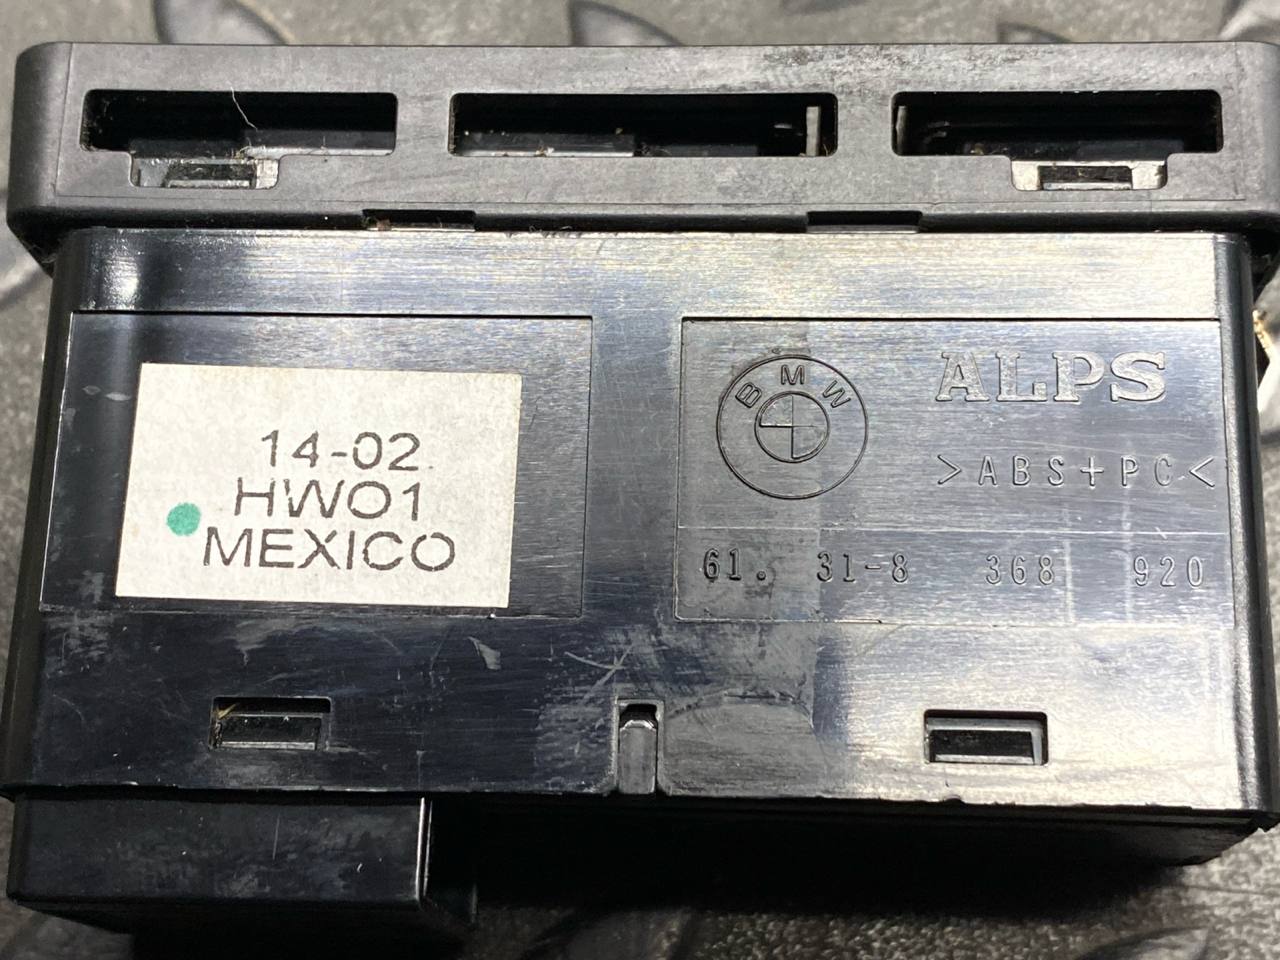 14-02
HW01
MEXICO
BMW
ALPS
>ABS+PC<
61. 31-8 368 920